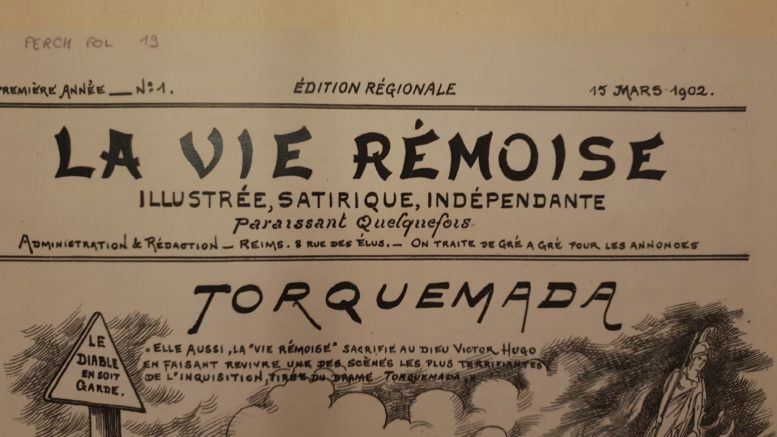 PERCH FOL 19
PREMIÈRE ANNÉE — No 1.
ÉDITION RÉGIONALE
15 MARS 1902.
LA VIE RÉMOISE
ILLUSTRÉE, SATIRIQUE, INDÉPENDANTE
Paraissant Quelquefois
ADMINISTRATION & RÉDACTION — REIMS. 8 RUE DES ÉLUS. — ON TRAITE DE GRÉ A GRÉ POUR LES ANNONCES
TORQUEMADA
LE
DIABLE
EN SOIT
GARDE.
„ELLE AUSSI, LA "VIE RÉMOISE" SACRIFIE AU DIEU VICTOR HUGO
EN FAISANT REVIVRE UNE DES SCÈNES LES PLUS TERRIFIANTES
DE L'INQUISITION, TIRÉE DU DRAME TORQUEMADA„